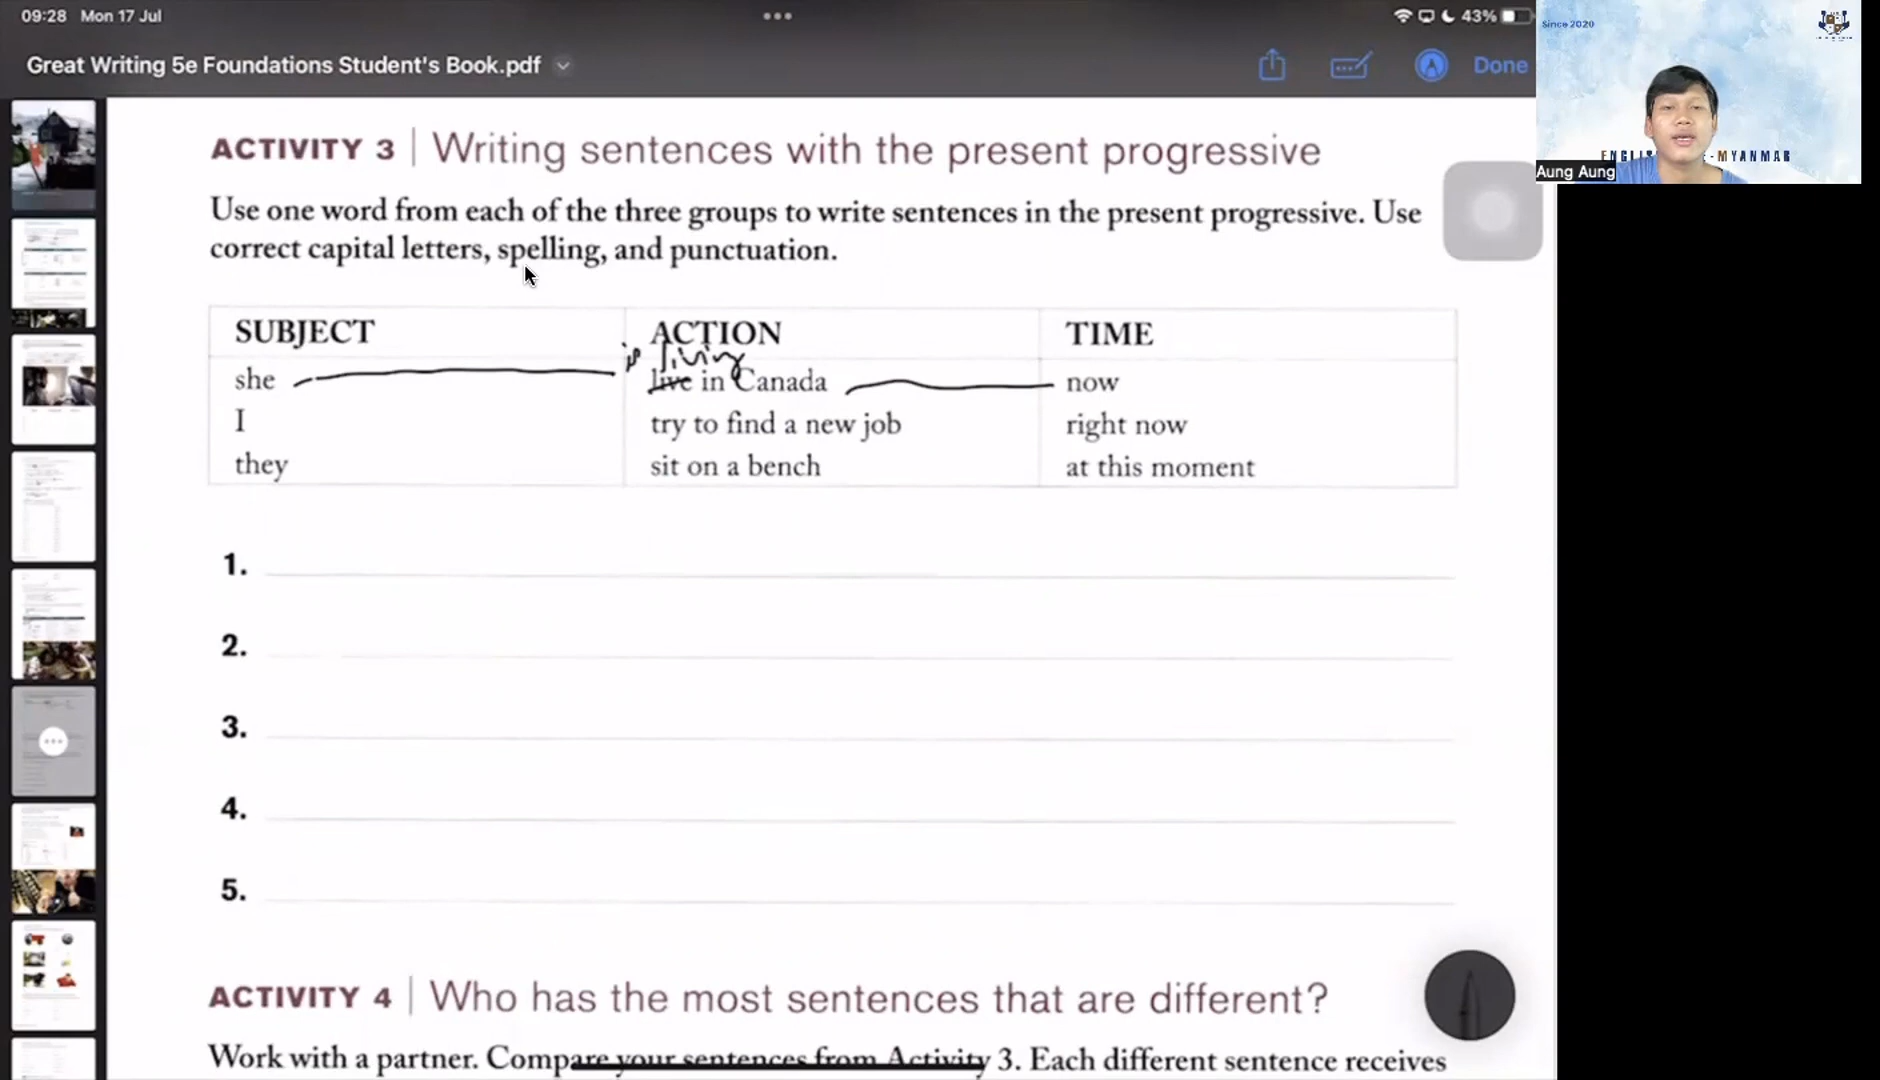 09:28 Mon 17 Jul
43%
Great Writing 5e Foundations Student's Book.pdf
Done
Since 2020
Aung Aung
ACTIVITY 3 | Writing sentences with the present progressive
Use one word from each of the three groups to write sentences in the present progressive. Use
correct capital letters, spelling, and punctuation.
SUBJECT ACTION TIME
is living
she live in Canada now
I try to find a new job right now
they sit on a bench at this moment
1.
2.
3.
4.
5.
ACTIVITY 4 | Who has the most sentences that are different?
Work with a partner. Compare your sentences from Activity 3. Each different sentence receives